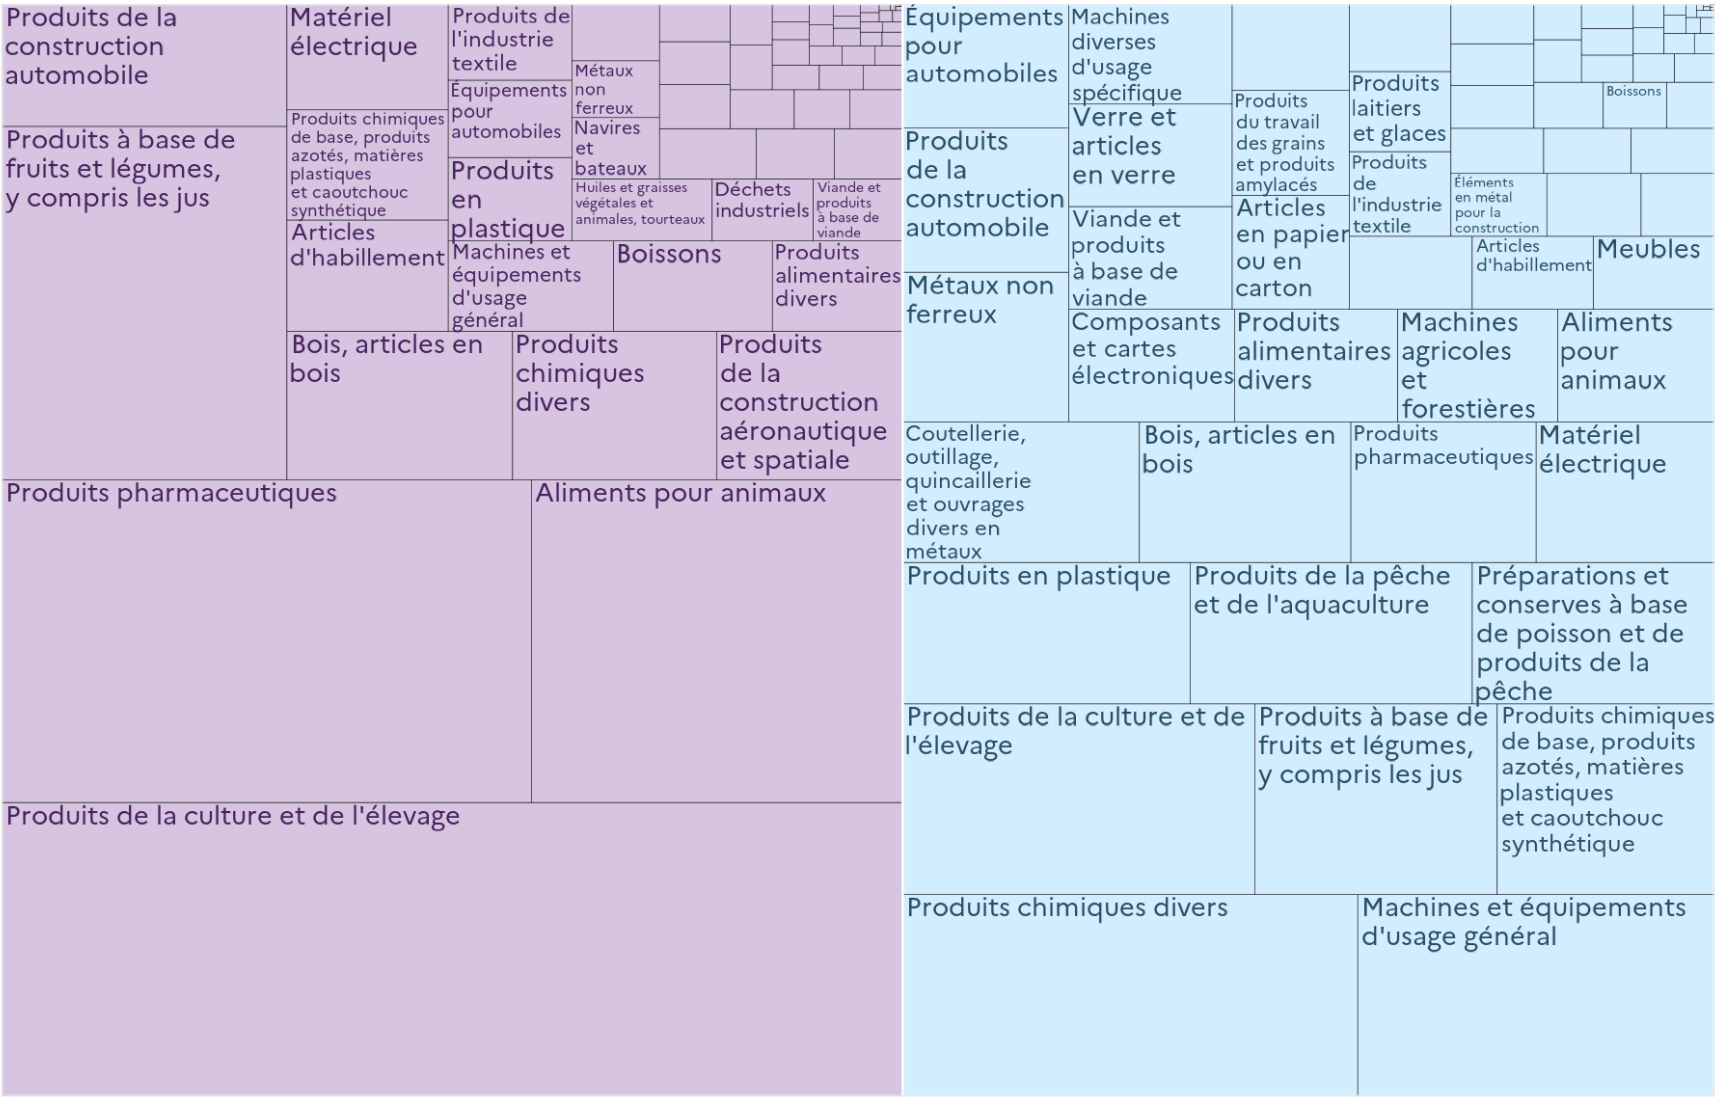 Produits de la
construction
automobile
Matériel
électrique
Produits de
l'industrie
textile
Équipements
pour
automobiles
Métaux
non
ferreux
Navires
et
bateaux
Produits à base de
fruits et légumes,
y compris les jus
Produits chimiques
de base, produits
azotés, matières
plastiques
et caoutchouc
synthétique
Produits
en
plastique
Huiles et graisses
végétales et
animales, tourteaux
Déchets
industriels
Viande et
produits
à base de
viande
Articles
d'habillement
Machines et
équipements
d'usage
général
Boissons
Produits
alimentaires
divers
Bois, articles en
bois
Produits
chimiques
divers
Produits
de la
construction
aéronautique
et spatiale
Produits pharmaceutiques
Aliments pour animaux
Produits de la culture et de l'élevage
Équipements
pour
automobiles
Machines
diverses
d'usage
spécifique
Produits
laitiers
et glaces
Boissons
Produits
du travail
des grains
et produits
amylacés
Verre et
articles
en verre
Produits
de la
construction
automobile
Produits
de
l'industrie
textile
Éléments
en métal
pour la
construction
Viande et
produits
à base de
viande
Articles
en papier
ou en
carton
Articles
d'habillement
Meubles
Métaux non
ferreux
Composants
et cartes
électroniques
Produits
alimentaires
divers
Machines
agricoles
et
forestières
Aliments
pour
animaux
Coutellerie,
outillage,
quincaillerie
et ouvrages
divers en
métaux
Bois, articles en
bois
Produits
pharmaceutiques
Matériel
électrique
Produits en plastique
Produits de la pêche
et de l'aquaculture
Préparations et
conserves à base
de poisson et de
produits de la
pêche
Produits de la culture et de
l'élevage
Produits à base de
fruits et légumes,
y compris les jus
Produits chimiques
de base, produits
azotés, matières
plastiques
et caoutchouc
synthétique
Produits chimiques divers
Machines et équipements
d'usage général